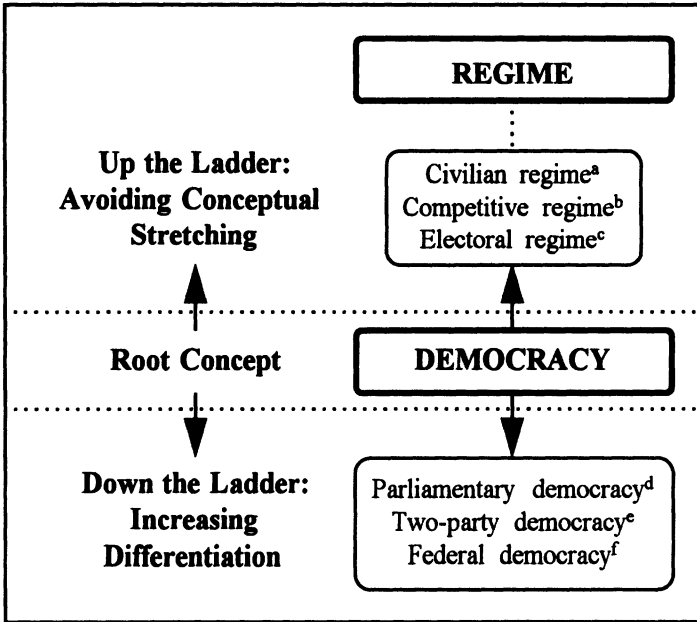 REGIME
Up the Ladder:
Avoiding Conceptual
Stretching
Civilian regimeᵃ
Competitive regimeᵇ
Electoral regimeᶜ
Root Concept
DEMOCRACY
Down the Ladder:
Increasing
Differentiation
Parliamentary democracyᵈ
Two-party democracyᵉ
Federal democracyᶠ